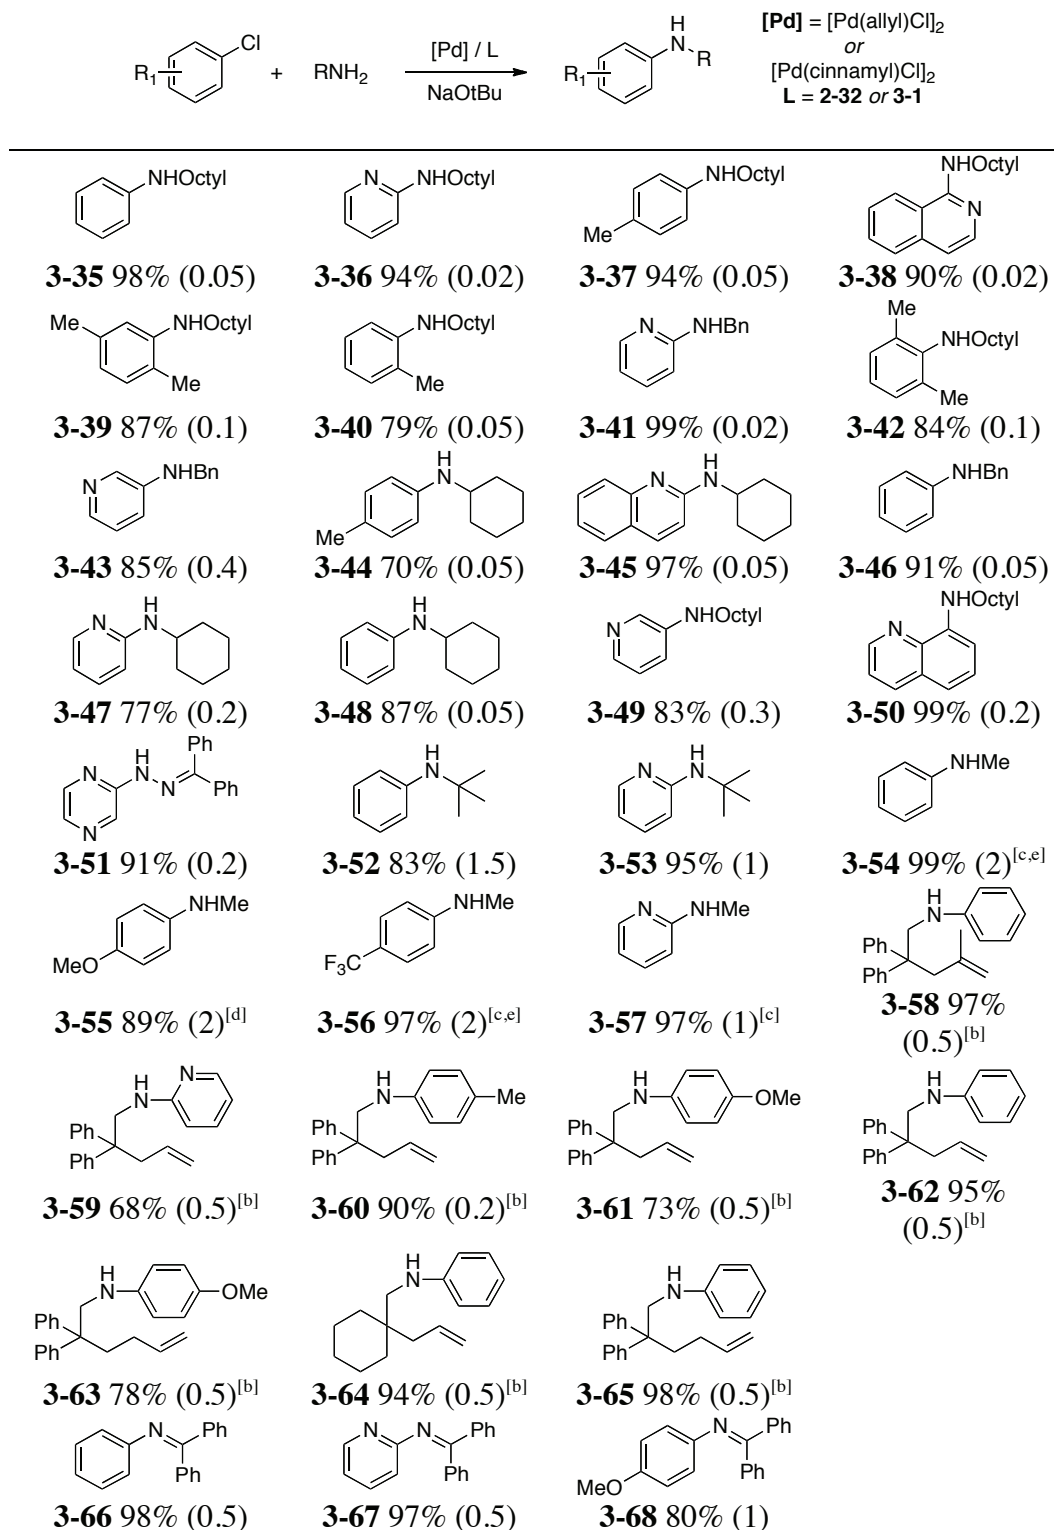 R1 Cl + RNH2 [Pd] / L NaOtBu R1 H N R
[Pd] = [Pd(allyl)Cl]2
or
[Pd(cinnamyl)Cl]2
L = 2-32 or 3-1
NHOctyl N NHOctyl NHOctyl Me NHOctyl N
3-35 98% (0.05) 3-36 94% (0.02) 3-37 94% (0.05) 3-38 90% (0.02)
Me NHOctyl Me NHOctyl Me N NHBn Me NHOctyl Me
3-39 87% (0.1) 3-40 79% (0.05) 3-41 99% (0.02) 3-42 84% (0.1)
N NHBn H N Me N H N NHBn
3-43 85% (0.4) 3-44 70% (0.05) 3-45 97% (0.05) 3-46 91% (0.05)
N H N H N N NHOctyl NHOctyl N
3-47 77% (0.2) 3-48 87% (0.05) 3-49 83% (0.3) 3-50 99% (0.2)
N N H N N Ph Ph H N N H N NHMe
3-51 91% (0.2) 3-52 83% (1.5) 3-53 95% (1) 3-54 99% (2)[c,e]
NHMe MeO NHMe F3C N NHMe H N Ph Ph
3-55 89% (2)[d] 3-56 97% (2)[c,e] 3-57 97% (1)[c] 3-58 97%
(0.5)[b]
H N N Ph Ph H N Me Ph Ph H N OMe Ph Ph H N Ph Ph
3-59 68% (0.5)[b] 3-60 90% (0.2)[b] 3-61 73% (0.5)[b] 3-62 95%
(0.5)[b]
H N OMe Ph Ph H N H N Ph Ph
3-63 78% (0.5)[b] 3-64 94% (0.5)[b] 3-65 98% (0.5)[b]
N Ph Ph N N Ph Ph N Ph Ph MeO
3-66 98% (0.5) 3-67 97% (0.5) 3-68 80% (1)